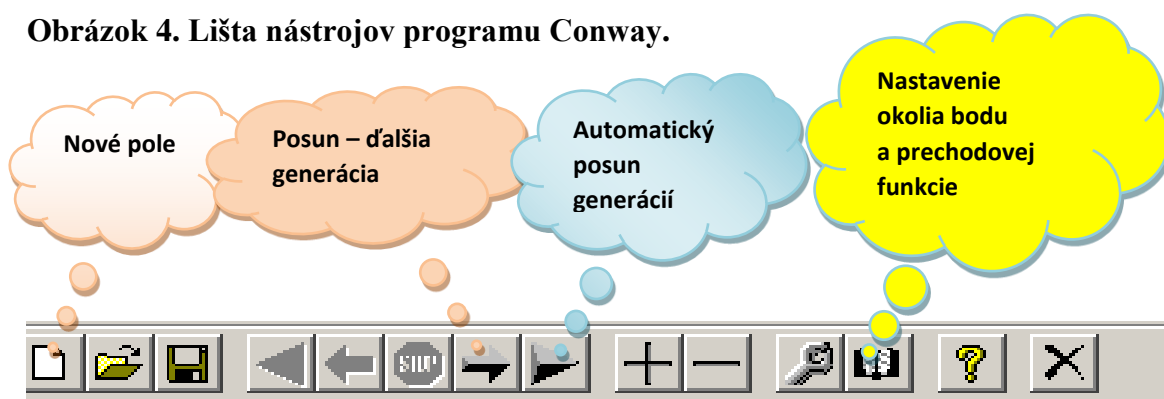 Obrázok 4. Lišta nástrojov programu Conway.
Nové pole
Posun – ďalšia
generácia
Automatický
posun
generácií
Nastavenie
okolia bodu
a prechodovej
funkcie
STOP